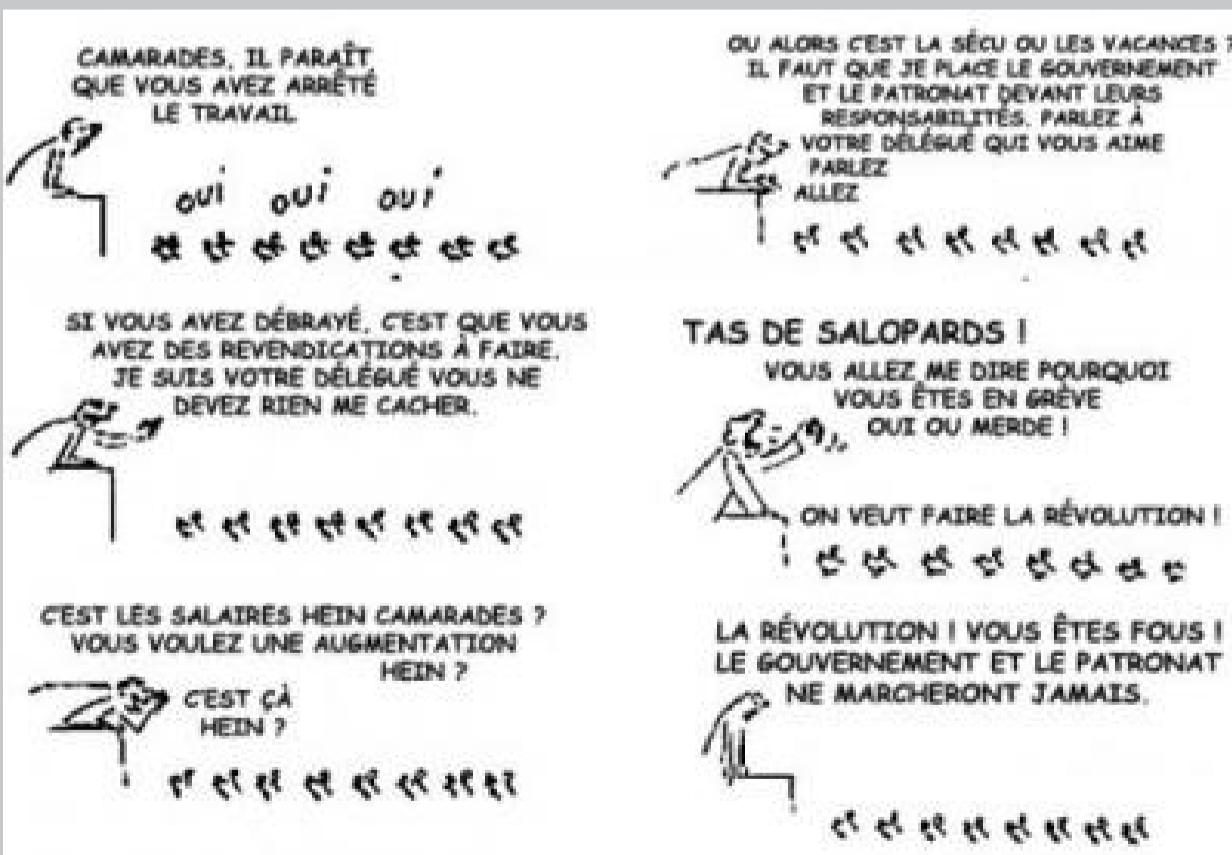 CAMARADES, IL PARAÎT
QUE VOUS AVEZ ARRÊTÉ
LE TRAVAIL
OUI OUI OUI
SI VOUS AVEZ DÉBRAYÉ, C'EST QUE VOUS
AVEZ DES REVENDICATIONS À FAIRE.
JE SUIS VOTRE DÉLÉGUÉ VOUS NE
DEVEZ RIEN ME CACHER.
C'EST LES SALAIRES HEIN CAMARADES ?
VOUS VOULEZ UNE AUGMENTATION
HEIN ?
C'EST ÇÀ
HEIN ?
OU ALORS C'EST LA SÉCU OU LES VACANCES ?
IL FAUT QUE JE PLACE LE GOUVERNEMENT
ET LE PATRONAT DEVANT LEURS
RESPONSABILITÉS. PARLEZ À
VOTRE DÉLÉGUÉ QUI VOUS AIME
PARLEZ
ALLEZ
TAS DE SALOPARDS !
VOUS ALLEZ ME DIRE POURQUOI
VOUS ÊTES EN GRÈVE
OUI OU MERDE !
ON VEUT FAIRE LA RÉVOLUTION !
LA RÉVOLUTION ! VOUS ÊTES FOUS !
LE GOUVERNEMENT ET LE PATRONAT
NE MARCHERONT JAMAIS.